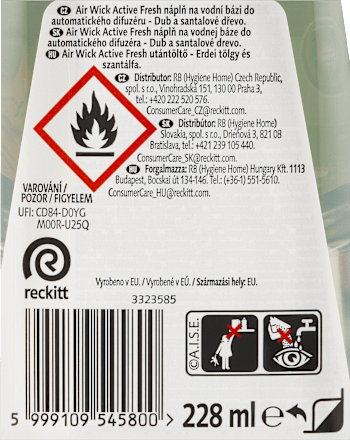 CZ Air Wick Active Fresh náplň na vodní bázi do
automatického difuzéru - Dub a santalové dřevo.
SK Air Wick Active Fresh náplň na vodnej báze do
automatického difuzéra - Dub a santalové drevo.
HU Air Wick Active Fresh utántöltő - Erdei tölgy és
szantálfa.
CZ Distributor: RB (Hygiene Home) Czech Republic,
spol. s r.o., Vinohradská 151, 130 00 Praha 3,
tel.: +420 222 520 576.
ConsumerCare_CZ@reckitt.com
SK Distributor: RB (Hygiene Home)
Slovakia, spol. s r.o., Drieňová 3, 821 08
Bratislava, tel.: +421 239 105 440.
ConsumerCare_SK@reckitt.com
HU Forgalmazza: RB (Hygiene Home) Hungary Kft. 1113
Budapest, Bocskai út 134-146. Tel.: (+36-1) 551-5610.
ConsumerCare_HU@reckitt.com
VAROVÁNÍ /
POZOR / FIGYELEM
UFI: CD84-D0YG
M00R-U25Q
reckitt
Vyrobeno v EU. / Vyrobené v EÚ. / Származási hely: EU.
3323585
©A.I.S.E.
5 999109 545800 >
228 ml e